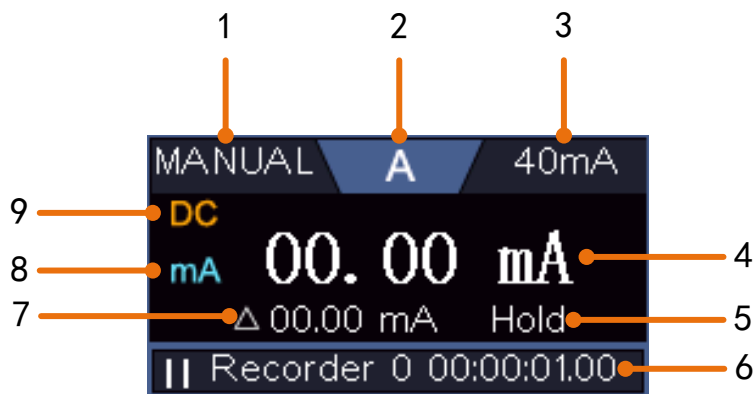 1 2 3
MANUAL A 40mA
9 DC
8 mA 00.00 mA 4
7 △ 00.00 mA Hold 5
|| Recorder 0 00:00:01.00 6